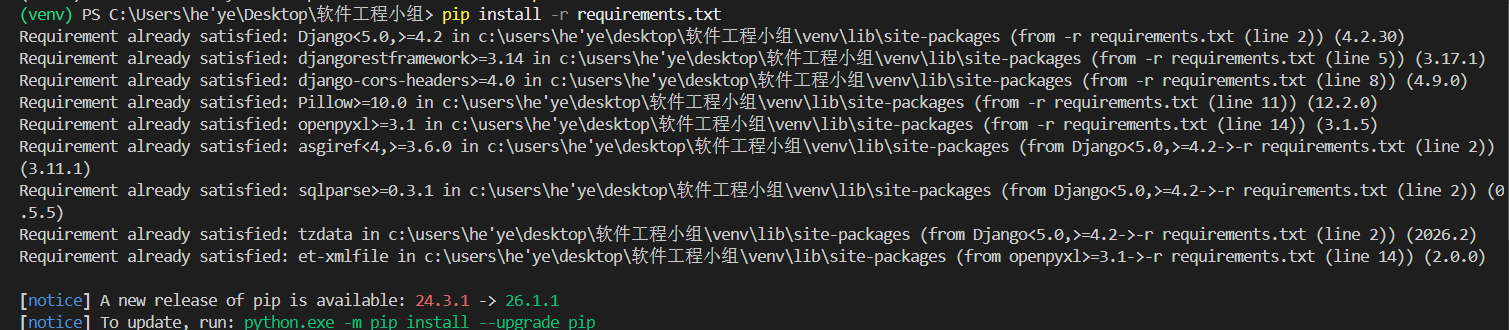 (venv) PS C:\Users\he'ye\Desktop\软件工程小组> pip install -r requirements.txt
Requirement already satisfied: Django<5.0,>=4.2 in c:\users\he'ye\desktop\软件工程小组\venv\lib\site-packages (from -r requirements.txt (line 2)) (4.2.30)
Requirement already satisfied: djangorestframework>=3.14 in c:\users\he'ye\desktop\软件工程小组\venv\lib\site-packages (from -r requirements.txt (line 5)) (3.17.1)
Requirement already satisfied: django-cors-headers>=4.0 in c:\users\he'ye\desktop\软件工程小组\venv\lib\site-packages (from -r requirements.txt (line 8)) (4.9.0)
Requirement already satisfied: Pillow>=10.0 in c:\users\he'ye\desktop\软件工程小组\venv\lib\site-packages (from -r requirements.txt (line 11)) (12.2.0)
Requirement already satisfied: openpyxl>=3.1 in c:\users\he'ye\desktop\软件工程小组\venv\lib\site-packages (from -r requirements.txt (line 14)) (3.1.5)
Requirement already satisfied: asgiref<4,>=3.6.0 in c:\users\he'ye\desktop\软件工程小组\venv\lib\site-packages (from Django<5.0,>=4.2->-r requirements.txt (line 2))
(3.11.1)
Requirement already satisfied: sqlparse>=0.3.1 in c:\users\he'ye\desktop\软件工程小组\venv\lib\site-packages (from Django<5.0,>=4.2->-r requirements.txt (line 2)) (0
.5.5)
Requirement already satisfied: tzdata in c:\users\he'ye\desktop\软件工程小组\venv\lib\site-packages (from Django<5.0,>=4.2->-r requirements.txt (line 2)) (2026.2)
Requirement already satisfied: et-xmlfile in c:\users\he'ye\desktop\软件工程小组\venv\lib\site-packages (from openpyxl>=3.1->-r requirements.txt (line 14)) (2.0.0)
[notice] A new release of pip is available: 24.3.1 -> 26.1.1
[notice] To update, run: python.exe -m pip install --upgrade pip